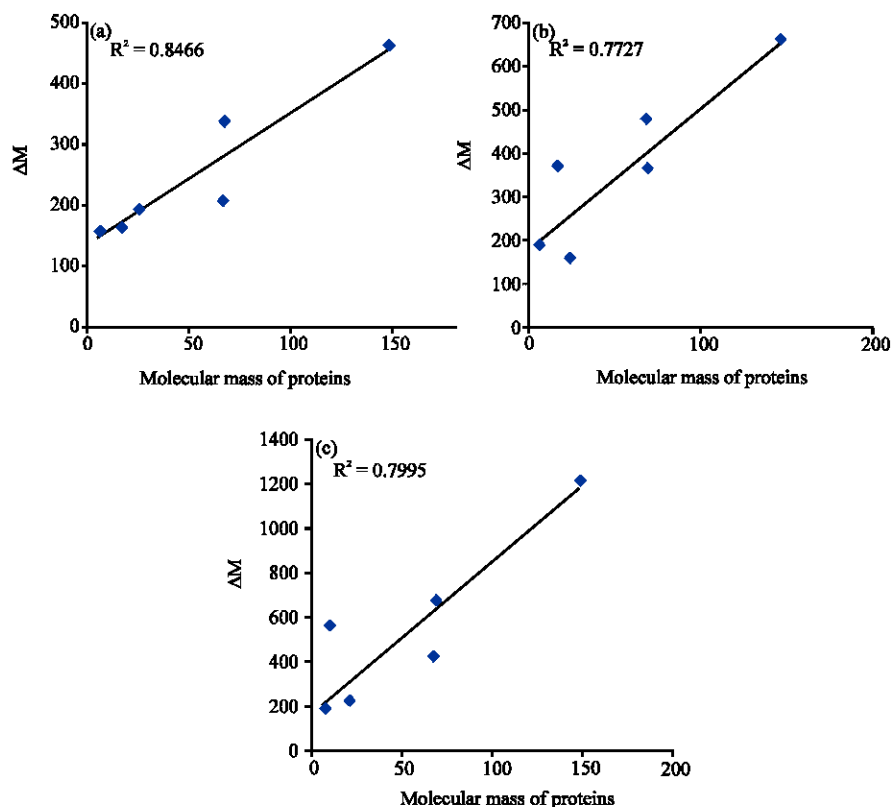 (a)
R² = 0.8466
500
400
300
200
100
0
ΔM
0 50 100 150
Molecular mass of proteins
(b)
R² = 0.7727
700
600
500
400
300
200
100
0
ΔM
0 100 200
Molecular mass of proteins
(c)
R² = 0.7995
1400
1200
1000
800
600
400
200
0
ΔM
0 50 100 150 200
Molecular mass of proteins